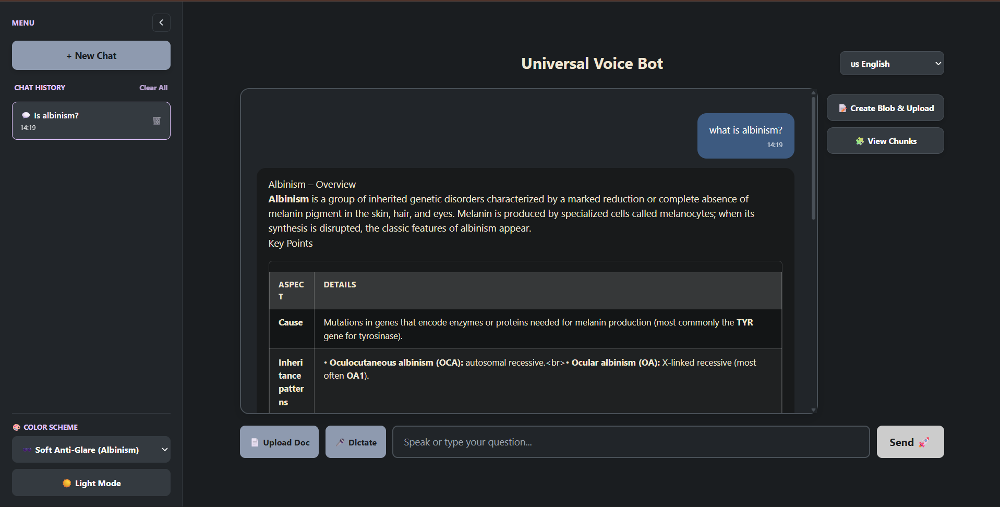 MENU
+ New Chat
CHAT HISTORY Clear All
Is albinism?
14:19
COLOR SCHEME
Soft Anti-Glare (Albinism)
Light Mode
Universal Voice Bot
us English
Create Blob & Upload
View Chunks
what is albinism?
14:19
Albinism – Overview
Albinism is a group of inherited genetic disorders characterized by a marked reduction or complete absence of
melanin pigment in the skin, hair, and eyes. Melanin is produced by specialized cells called melanocytes; when its
synthesis is disrupted, the classic features of albinism appear.
Key Points
ASPEC
T
DETAILS
Cause
Mutations in genes that encode enzymes or proteins needed for melanin production (most commonly the TYR
gene for tyrosinase).
Inheri
tance
patter
ns
• Oculocutaneous albinism (OCA): autosomal recessive.<br>• Ocular albinism (OA): X-linked recessive (most
often OA1).
Upload Doc
Dictate
Speak or type your question...
Send